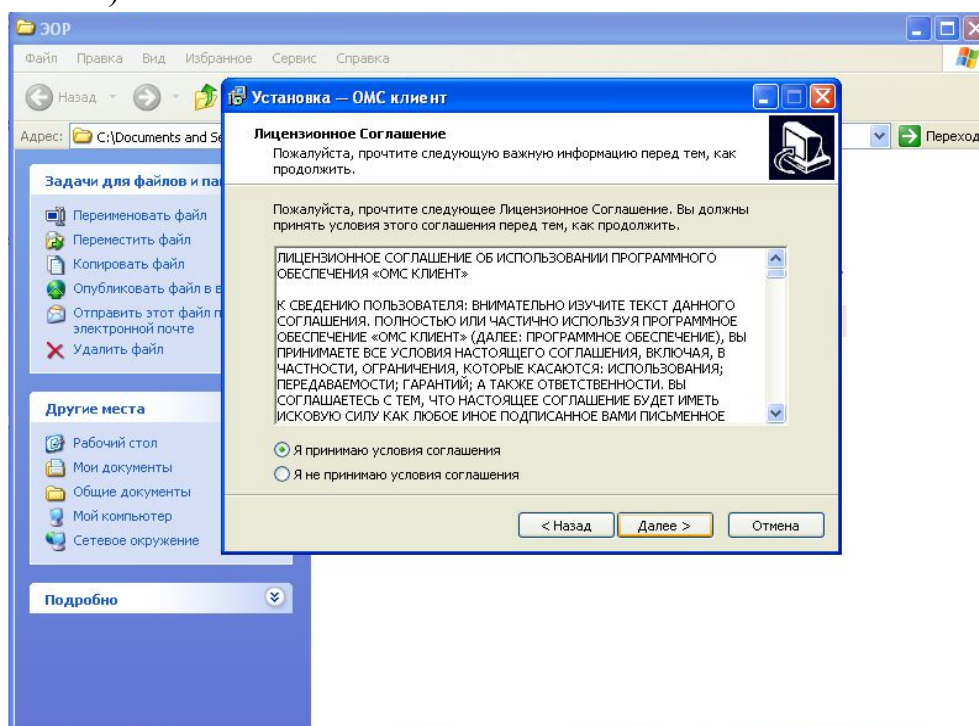 )
ЭОР
Файл Правка Вид Избранное Сервис Справка
Назад
Адрес: C:\Documents and Se
Переход
Задачи для файлов и па
Переименовать файл
Переместить файл
Копировать файл
Опубликовать файл в в
Отправить этот файл п
электронной почте
Удалить файл
Другие места
Рабочий стол
Мои документы
Общие документы
Мой компьютер
Сетевое окружение
Подробно
Установка — ОМС клиент
Лицензионное Соглашение
Пожалуйста, прочтите следующую важную информацию перед тем, как
продолжить.
Пожалуйста, прочтите следующее Лицензионное Соглашение. Вы должны
принять условия этого соглашения перед тем, как продолжить.
ЛИЦЕНЗИОННОЕ СОГЛАШЕНИЕ ОБ ИСПОЛЬЗОВАНИИ ПРОГРАММНОГО
ОБЕСПЕЧЕНИЯ «ОМС КЛИЕНТ»
К СВЕДЕНИЮ ПОЛЬЗОВАТЕЛЯ: ВНИМАТЕЛЬНО ИЗУЧИТЕ ТЕКСТ ДАННОГО
СОГЛАШЕНИЯ. ПОЛНОСТЬЮ ИЛИ ЧАСТИЧНО ИСПОЛЬЗУЯ ПРОГРАММНОЕ
ОБЕСПЕЧЕНИЕ «ОМС КЛИЕНТ» (ДАЛЕЕ: ПРОГРАММНОЕ ОБЕСПЕЧЕНИЕ), ВЫ
ПРИНИМАЕТЕ ВСЕ УСЛОВИЯ НАСТОЯЩЕГО СОГЛАШЕНИЯ, ВКЛЮЧАЯ, В
ЧАСТНОСТИ, ОГРАНИЧЕНИЯ, КОТОРЫЕ КАСАЮТСЯ: ИСПОЛЬЗОВАНИЯ;
ПЕРЕДАВАЕМОСТИ; ГАРАНТИЙ; А ТАКЖЕ ОТВЕТСТВЕННОСТИ. ВЫ
СОГЛАШАЕТЕСЬ С ТЕМ, ЧТО НАСТОЯЩЕЕ СОГЛАШЕНИЕ БУДЕТ ИМЕТЬ
ИСКОВУЮ СИЛУ КАК ЛЮБОЕ ИНОЕ ПОДПИСАННОЕ ВАМИ ПИСЬМЕННОЕ
Я принимаю условия соглашения
Я не принимаю условия соглашения
< Назад Далее > Отмена